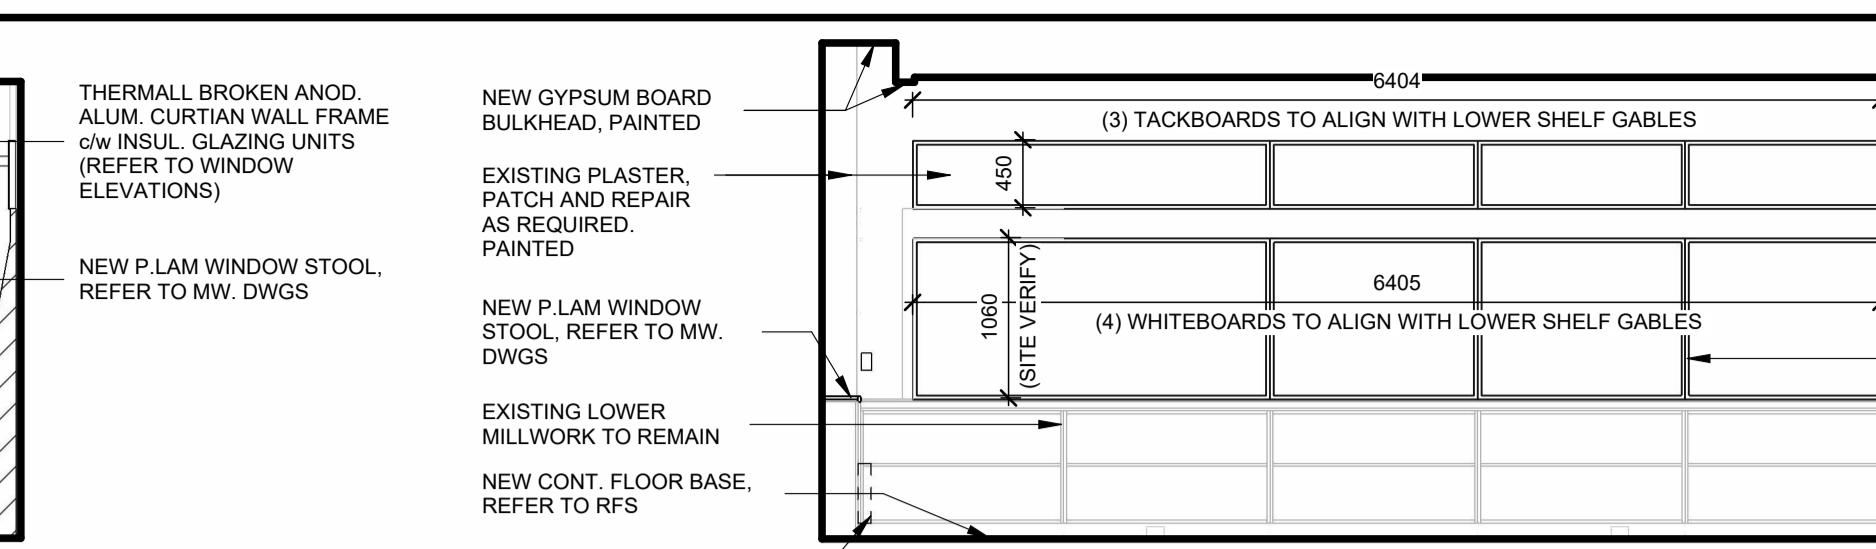 THERMALL BROKEN ANOD.
ALUM. CURTIAN WALL FRAME
c/w INSUL. GLAZING UNITS
(REFER TO WINDOW
ELEVATIONS)
NEW P.LAM WINDOW STOOL,
REFER TO MW. DWGS
NEW GYPSUM BOARD
BULKHEAD, PAINTED
EXISTING PLASTER,
PATCH AND REPAIR
AS REQUIRED.
PAINTED
NEW P.LAM WINDOW
STOOL, REFER TO MW.
DWGS
EXISTING LOWER
MILLWORK TO REMAIN
NEW CONT. FLOOR BASE,
REFER TO RFS
6404
(3) TACKBOARDS TO ALIGN WITH LOWER SHELF GABLES
450
6405
(4) WHITEBOARDS TO ALIGN WITH LOWER SHELF GABLES
1060
(SITE VERIFY)